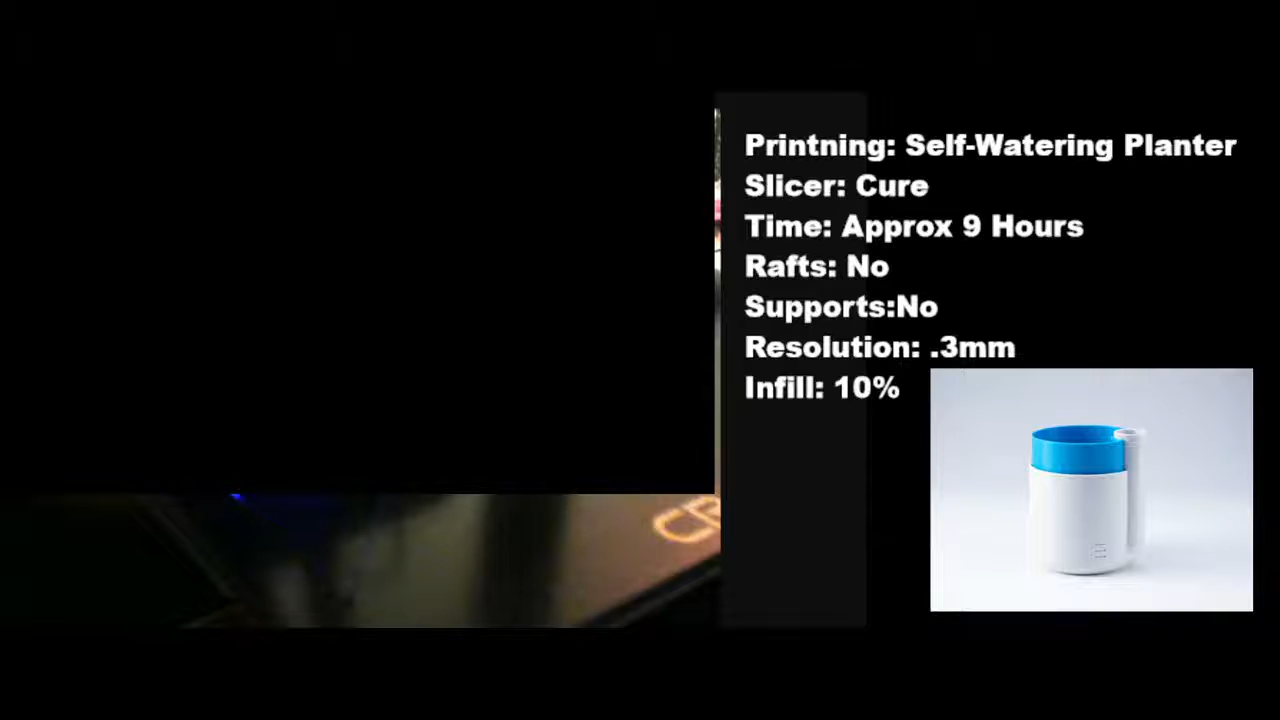 Printning: Self-Watering Planter
Slicer: Cure
Time: Approx 9 Hours
Rafts: No
Supports:No
Resolution: .3mm
Infill: 10%